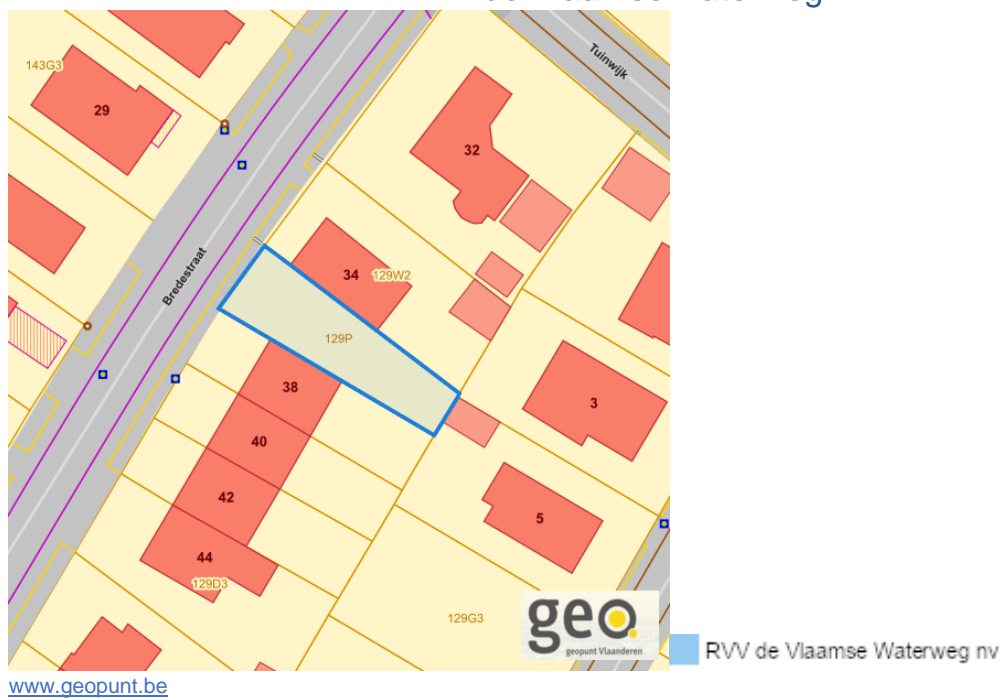 143G3
29
Tuinwijk
32
Bredestraat
34
129W2
129P
38
3
40
42
5
44
129D3
129G3
geo
geopunt Vlaanderen
RVV de Vlaamse Waterweg nv
www.geopunt.be